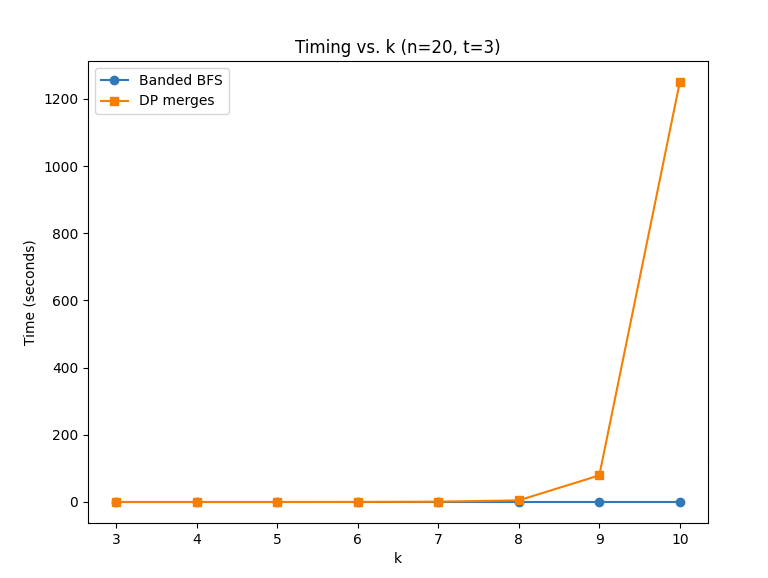 Timing vs. k (n=20, t=3)
Banded BFS
DP merges
1200
1000
800
600
400
200
0
Time (seconds)
3 4 5 6 7 8 9 10
k